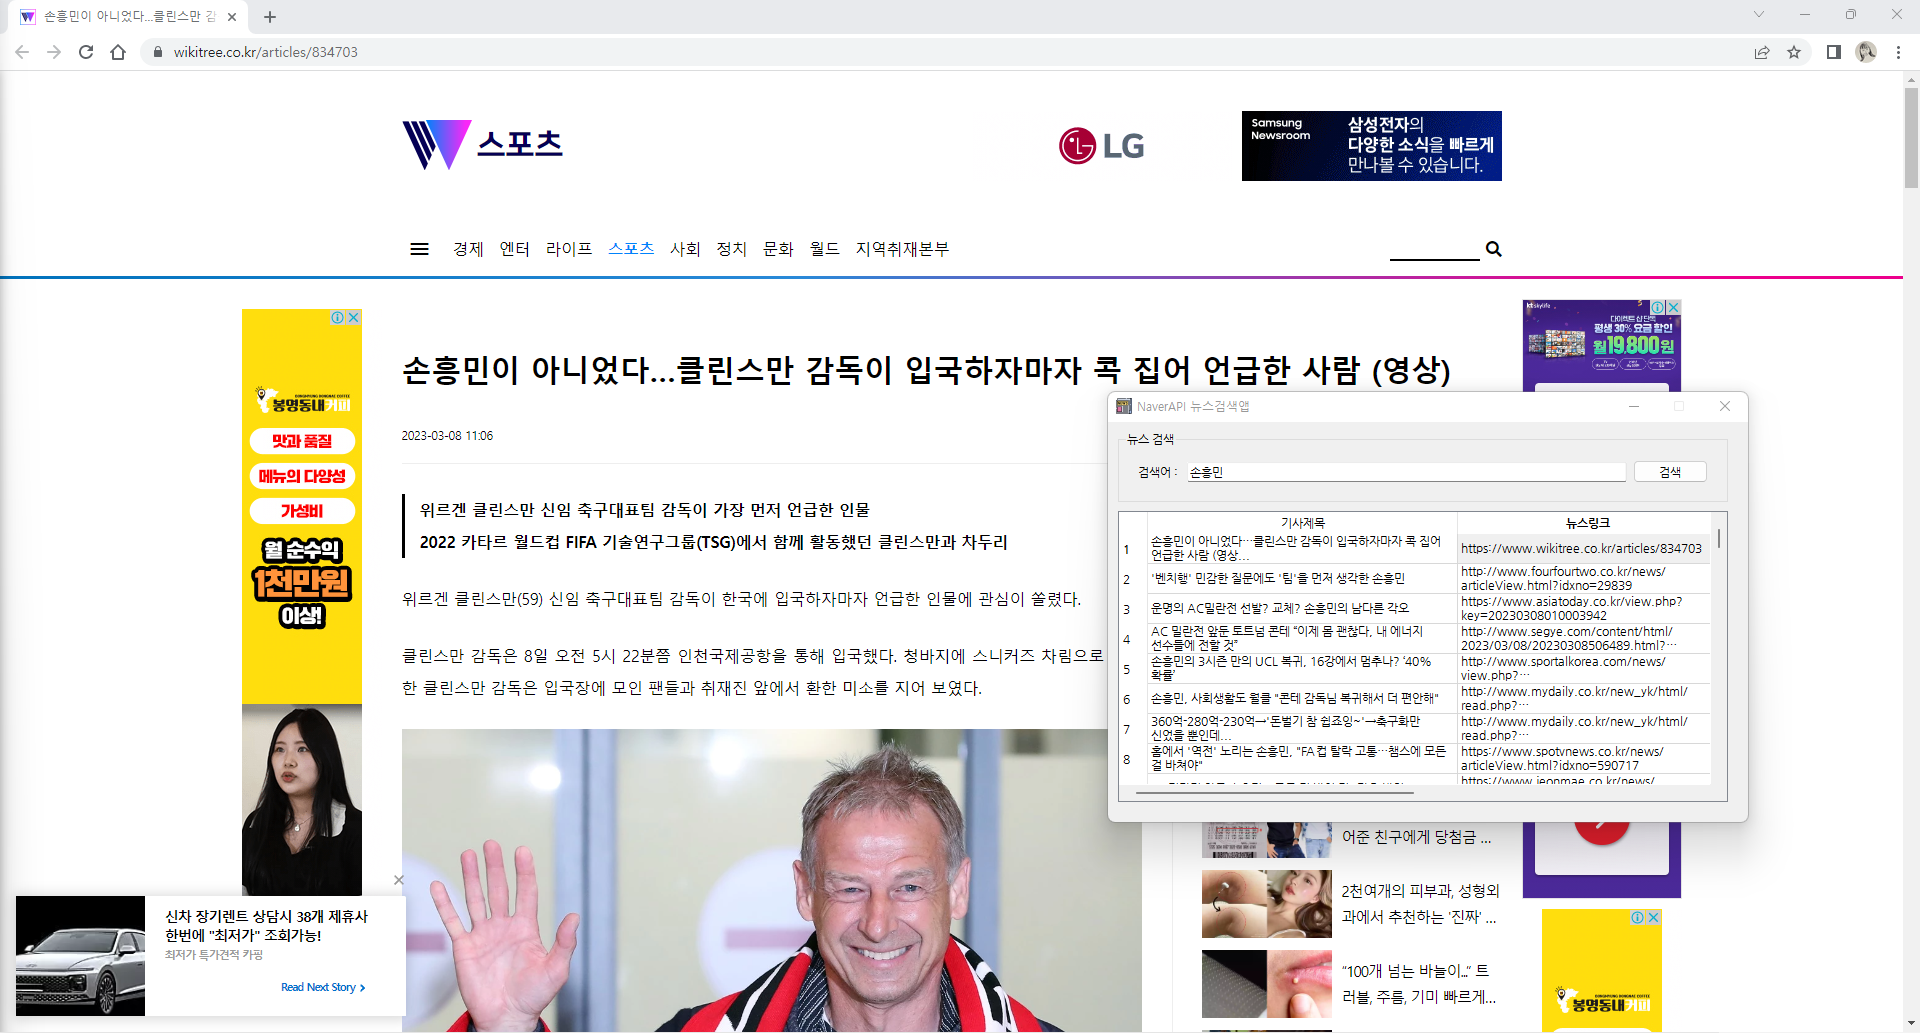 손흥민이 아니었다...클린스만 감
wikitree.co.kr/articles/834703
스포츠
LG
Samsung
Newsroom
삼성전자의
다양한 소식을 빠르게
만나볼 수 있습니다.
경제 엔터 라이프 스포츠 사회 정치 문화 월드 지역취재본부
봉명동내커피
맛과 품질
메뉴의 다양성
가성비
월 순수익
1천만원
이상!
kt skylife
다이렉트 샵 단독
평생 30% 요금 할인
월19,800원
손흥민이 아니었다...클린스만 감독이 입국하자마자 콕 집어 언급한 사람 (영상)
2023-03-08 11:06
위르겐 클린스만 신임 축구대표팀 감독이 가장 먼저 언급한 인물
2022 카타르 월드컵 FIFA 기술연구그룹(TSG)에서 함께 활동했던 클린스만과 차두리
위르겐 클린스만(59) 신임 축구대표팀 감독이 한국에 입국하자마자 언급한 인물에 관심이 쏠렸다.
클린스만 감독은 8일 오전 5시 22분쯤 인천국제공항을 통해 입국했다. 청바지에 스니커즈 차림으로
한 클린스만 감독은 입국장에 모인 팬들과 취재진 앞에서 환한 미소를 지어 보였다.
NaverAPI 뉴스검색앱
뉴스 검색
검색어 : 손흥민 검색
기사제목 뉴스링크
1 손흥민이 아니었다…클린스만 감독이 입국하자마자 콕 집어
언급한 사람 (영상... https://www.wikitree.co.kr/articles/834703
2 '벤치행' 민감한 질문에도 '팀'을 먼저 생각한 손흥민 http://www.fourfourtwo.co.kr/news/
articleView.html?idxno=29839
3 운명의 AC밀란전 선발? 교체? 손흥민의 남다른 각오 https://www.asiatoday.co.kr/view.php?
key=20230308010003942
4 AC 밀란전 앞둔 토트넘 콘테 “이제 몸 괜찮다, 내 에너지 http://www.segye.com/content/html/
선수들에 전할 것” 2023/03/08/20230308506489.html?…
5 손흥민의 3시즌 만의 UCL 복귀, 16강에서 멈추나? ‘40% http://www.sportalkorea.com/news/
확률’ view.php?…
6 손흥민, 사회생활도 월클 "콘테 감독님 복귀해서 더 편안해" http://www.mydaily.co.kr/new_yk/html/
read.php?…
7 360억-280억-230억→'돈벌기 참 쉽죠잉~'→축구화만 http://www.mydaily.co.kr/new_yk/html/
신었을 뿐인데... read.php?…
8 홈에서 '역전' 노리는 손흥민, "FA컵 탈락 고통…챔스에 모든 https://www.spotvnews.co.kr/news/
걸 바쳐야" articleView.html?idxno=590717
https://www.jeonmae.co.kr/news/
어준 친구에게 당첨금 ...
2천여개의 피부과, 성형외
과에서 추천하는 '진짜' ...
“100개 넘는 바늘이...” 트
러블, 주름, 기미 빠르게...
신차 장기렌트 상담시 38개 제휴사
한번에 "최저가" 조회가능!
최저가 특가견적 카핑
Read Next Story
봉명동내커피